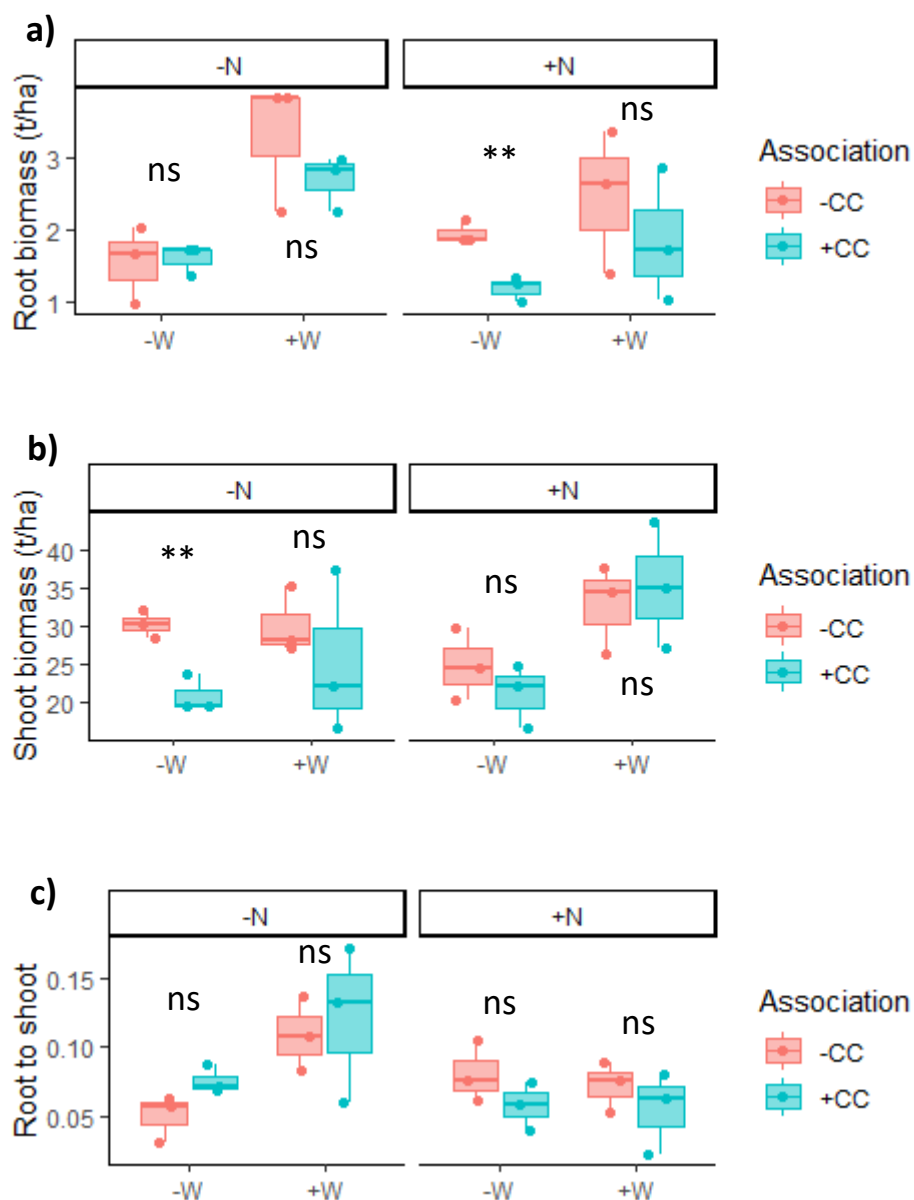 a)
-N +N
Root biomass (t/ha)
3
2
1
ns
ns
**
ns
-W +W -W +W
Association
-CC
+CC
b)
-N +N
Shoot biomass (t/ha)
40
35
30
25
20
**
ns
ns
ns
-W +W -W +W
Association
-CC
+CC
c)
-N +N
Root to shoot
0.15
0.10
0.05
ns
ns
ns
ns
-W +W -W +W
Association
-CC
+CC